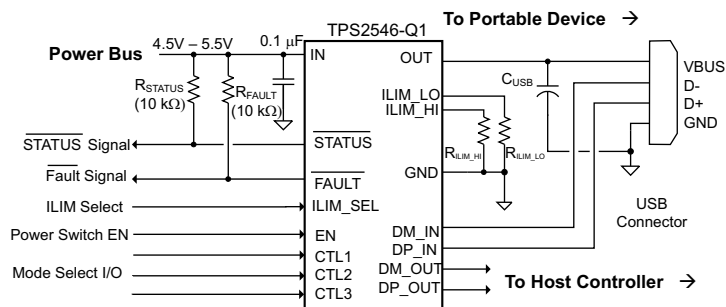 TPS2546-Q1
To Portable Device →
Power Bus
4.5V – 5.5V
0.1 μF
IN
OUT
VBUS
D-
D+
GND
RSTATUS
(10 kΩ)
RFAULT
(10 kΩ)
CUSB
ILIM_LO
ILIM_HI
STATUS Signal
STATUS
RILIM_HI
RILIM_LO
Fault Signal
FAULT
GND
ILIM Select
ILIM_SEL
USB
Connector
Power Switch EN
EN
DM_IN
DP_IN
Mode Select I/O
CTL1
CTL2
CTL3
DM_OUT
DP_OUT
To Host Controller →